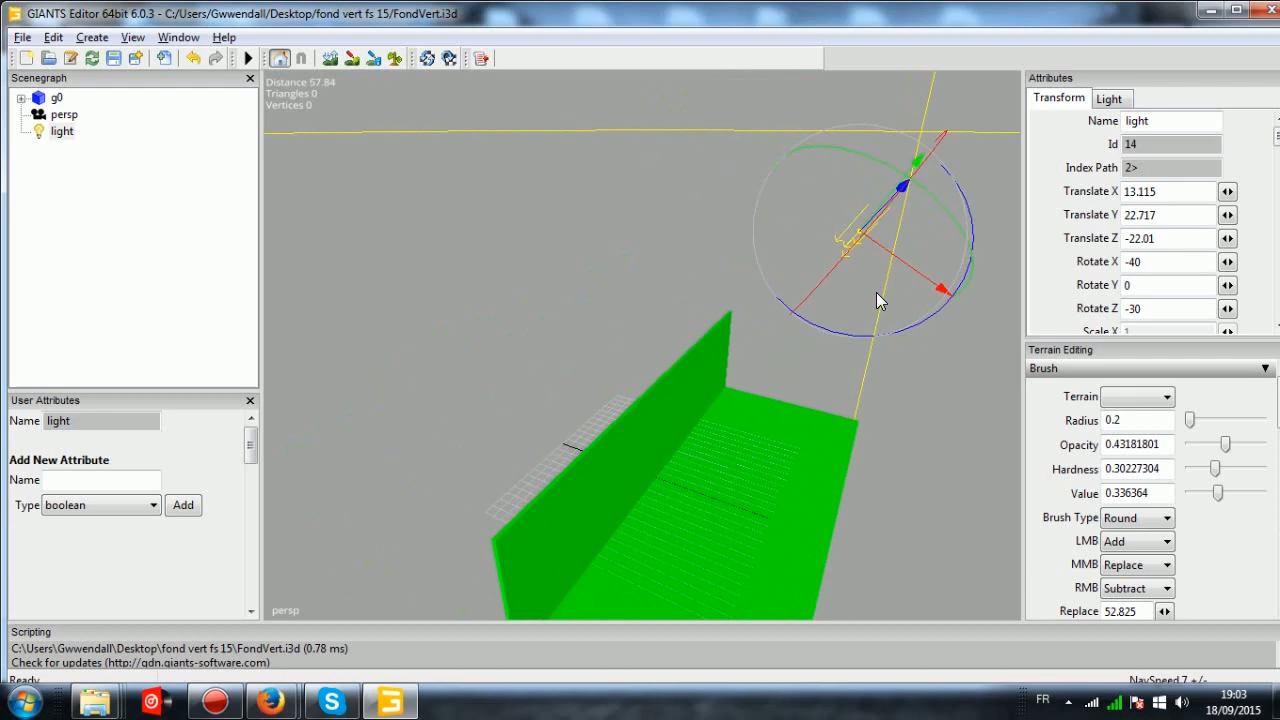 GIANTS Editor 64bit 6.0.3 - C:/Users/Gwwendall/Desktop/fond vert fs 15/FondVert.i3d
File Edit Create View Window Help
Scenegraph
g0
persp
light
User Attributes
Name light
Add New Attribute
Name
Type boolean Add
Distance 57.84
Triangles 0
Vertices 0
persp
Attributes
Transform Light
Name light
Id 14
Index Path 2>
Translate X 13.115
Translate Y 22.717
Translate Z -22.01
Rotate X -40
Rotate Y 0
Rotate Z -30
Scale X 1
Terrain Editing
Brush
Terrain
Radius 0.2
Opacity 0.43181801
Hardness 0.30227304
Value 0.336364
Brush Type Round
LMB Add
MMB Replace
RMB Subtract
Replace 52.825
Scripting
C:\Users\Gwwendall\Desktop\fond vert fs 15\FondVert.i3d (0.78 ms)
Check for updates (http://gdn.giants-software.com)
Ready
NavSpeed 7 +/-
FR
19:03
18/09/2015